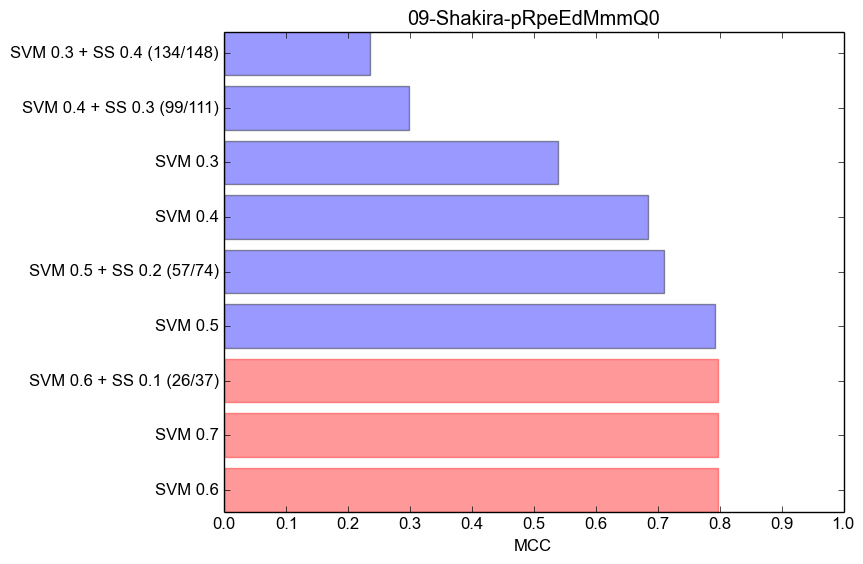 09-Shakira-pRpeEdMmmQ0
SVM 0.3 + SS 0.4 (134/148)
SVM 0.4 + SS 0.3 (99/111)
SVM 0.3
SVM 0.4
SVM 0.5 + SS 0.2 (57/74)
SVM 0.5
SVM 0.6 + SS 0.1 (26/37)
SVM 0.7
SVM 0.6
0.0 0.1 0.2 0.3 0.4 0.5 0.6 0.7 0.8 0.9 1.0
MCC